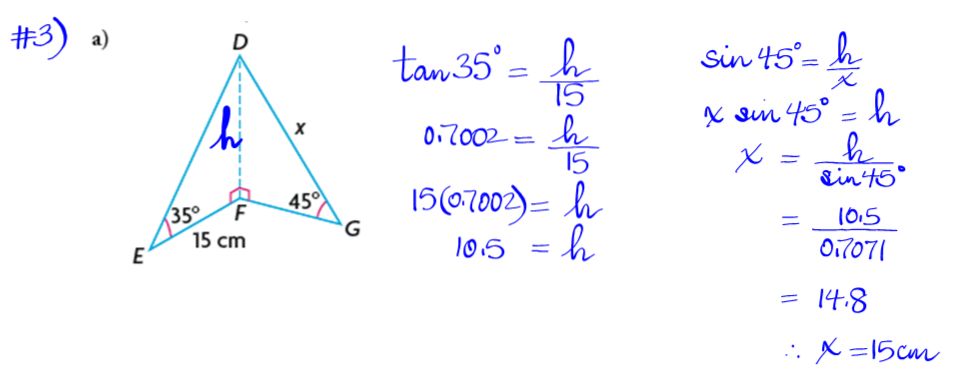 #3) a)
D
h
x
35°
F
45°
G
15 cm
E
tan 35° = h/15
0.7002 = h/15
15(0.7002) = h
10.5 = h
sin 45° = h/x
x sin 45° = h
x = h/sin 45°
= 10.5/0.7071
= 14.8
∴ x = 15 cm